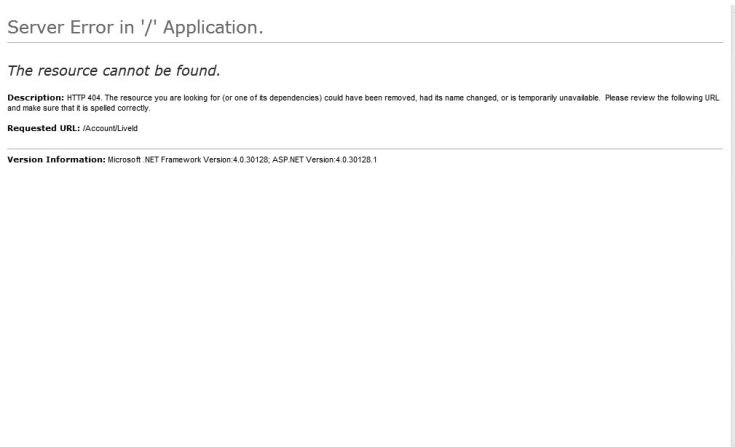 Server Error in '/' Application.
The resource cannot be found.
Description: HTTP 404. The resource you are looking for (or one of its dependencies) could have been removed, had its name changed, or is temporarily unavailable.  Please review the following URL
and make sure that it is spelled correctly.
Requested URL: /Account/LiveId
Version Information: Microsoft .NET Framework Version:4.0.30128; ASP.NET Version:4.0.30128.1